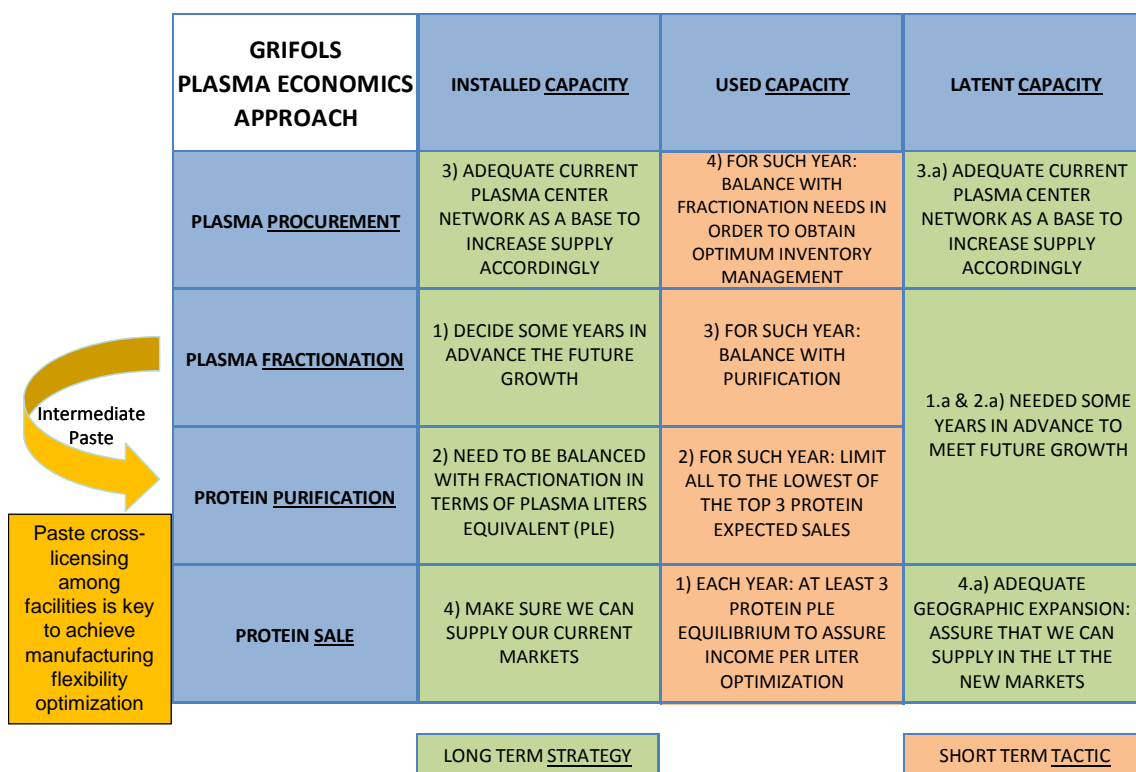 GRIFOLS
PLASMA ECONOMICS
APPROACH
INSTALLED CAPACITY
USED CAPACITY
LATENT CAPACITY
PLASMA PROCUREMENT
3) ADEQUATE CURRENT
PLASMA CENTER
NETWORK AS A BASE TO
INCREASE SUPPLY
ACCORDINGLY
4) FOR SUCH YEAR:
BALANCE WITH
FRACTIONATION NEEDS IN
ORDER TO OBTAIN
OPTIMUM INVENTORY
MANAGEMENT
3.a) ADEQUATE CURRENT
PLASMA CENTER
NETWORK AS A BASE TO
INCREASE SUPPLY
ACCORDINGLY
PLASMA FRACTIONATION
1) DECIDE SOME YEARS IN
ADVANCE THE FUTURE
GROWTH
3) FOR SUCH YEAR:
BALANCE WITH
PURIFICATION
1.a & 2.a) NEEDED SOME
YEARS IN ADVANCE TO
MEET FUTURE GROWTH
Intermediate
Paste
PROTEIN PURIFICATION
2) NEED TO BE BALANCED
WITH FRACTIONATION IN
TERMS OF PLASMA LITERS
EQUIVALENT (PLE)
2) FOR SUCH YEAR: LIMIT
ALL TO THE LOWEST OF
THE TOP 3 PROTEIN
EXPECTED SALES
Paste cross-
licensing
among
facilities is key
to achieve
manufacturing
flexibility
optimization
PROTEIN SALE
4) MAKE SURE WE CAN
SUPPLY OUR CURRENT
MARKETS
1) EACH YEAR: AT LEAST 3
PROTEIN PLE
EQUILIBRIUM TO ASSURE
INCOME PER LITER
OPTIMIZATION
4.a) ADEQUATE
GEOGRAPHIC EXPANSION:
ASSURE THAT WE CAN
SUPPLY IN THE LT THE
NEW MARKETS
LONG TERM STRATEGY
SHORT TERM TACTIC